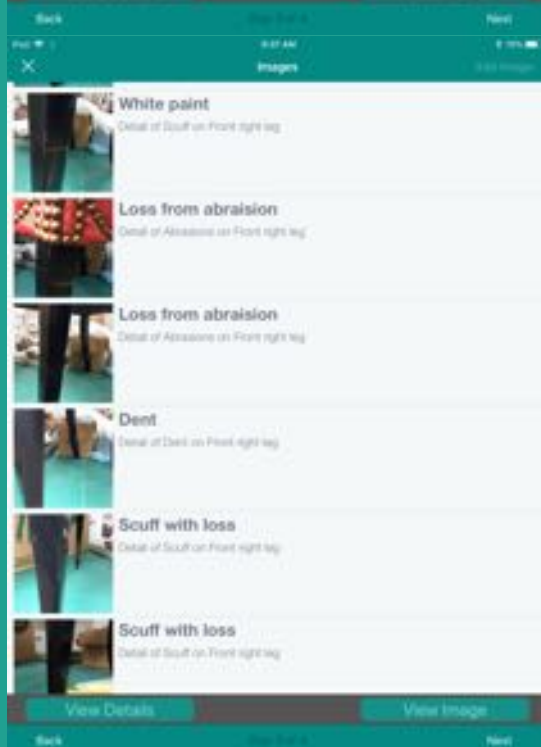 Back
Next
iPad
Images
White paint
Detail of Scuff on Front right leg
Loss from abraision
Detail of Abrasions on Front right leg
Loss from abraision
Detail of Abrasions on Front right leg
Dent
Detail of Dent on Front right leg
Scuff with loss
Detail of Scuff on Front right leg
Scuff with loss
Detail of Scuff on Front right leg
View Details
View Image
Back
Next